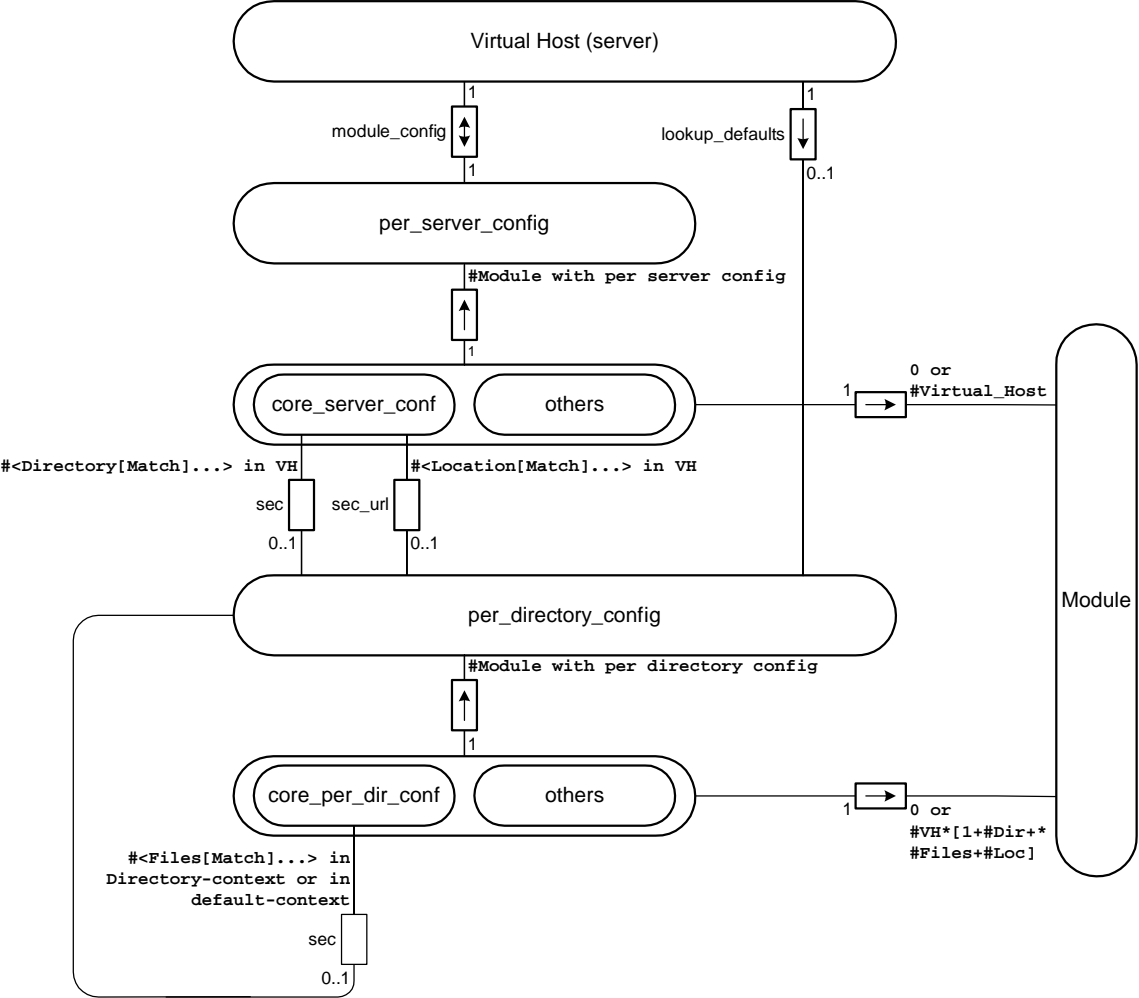 Virtual Host (server)
1
1
module_config
lookup_defaults
1
0..1
per_server_config
#Module with per server config
1
core_server_conf
others
1
0 or
#Virtual_Host
#<Directory[Match]...> in VH
#<Location[Match]...> in VH
sec
sec_url
0..1
0..1
Module
per_directory_config
#Module with per directory config
1
core_per_dir_conf
others
1
0 or
#VH*[1+#Dir+*
#Files+#Loc]
#<Files[Match]...> in
Directory-context or in
default-context
sec
0..1